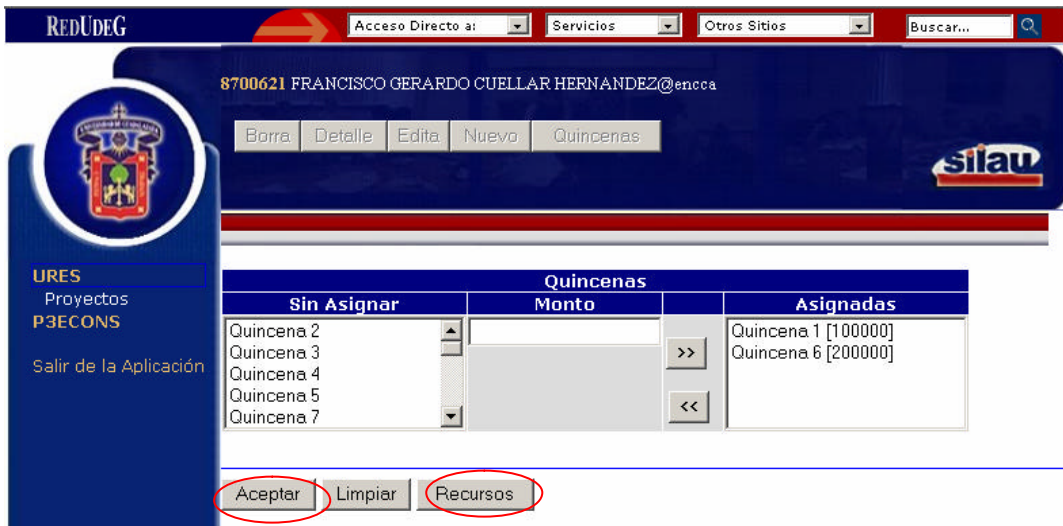 REDUDEG
Acceso Directo a: Servicios Otros Sitios Buscar...
8700621 FRANCISCO GERARDO CUELLAR HERNANDEZ@encca
Borra Detalle Edita Nuevo Quincenas
silau
URES
Proyectos
P3ECONS
Salir de la Aplicación
Quincenas
Sin Asignar Monto Asignadas
Quincena 2
Quincena 3
Quincena 4
Quincena 5
Quincena 7
>>
<<
Quincena 1 [100000]
Quincena 6 [200000]
Aceptar Limpiar Recursos